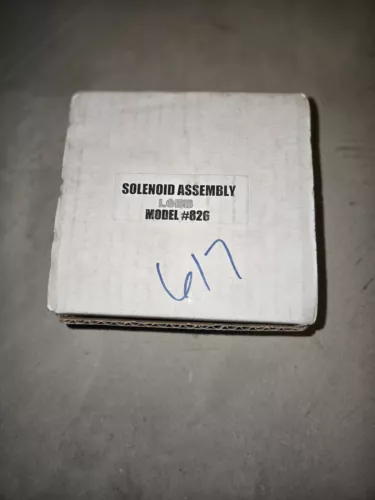 SOLENOID ASSEMBLY
MODEL #826
617